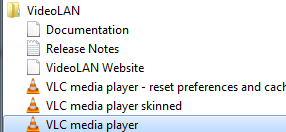 VideoLAN
Documentation
Release Notes
VideoLAN Website
VLC media player - reset preferences and cach
VLC media player skinned
VLC media player